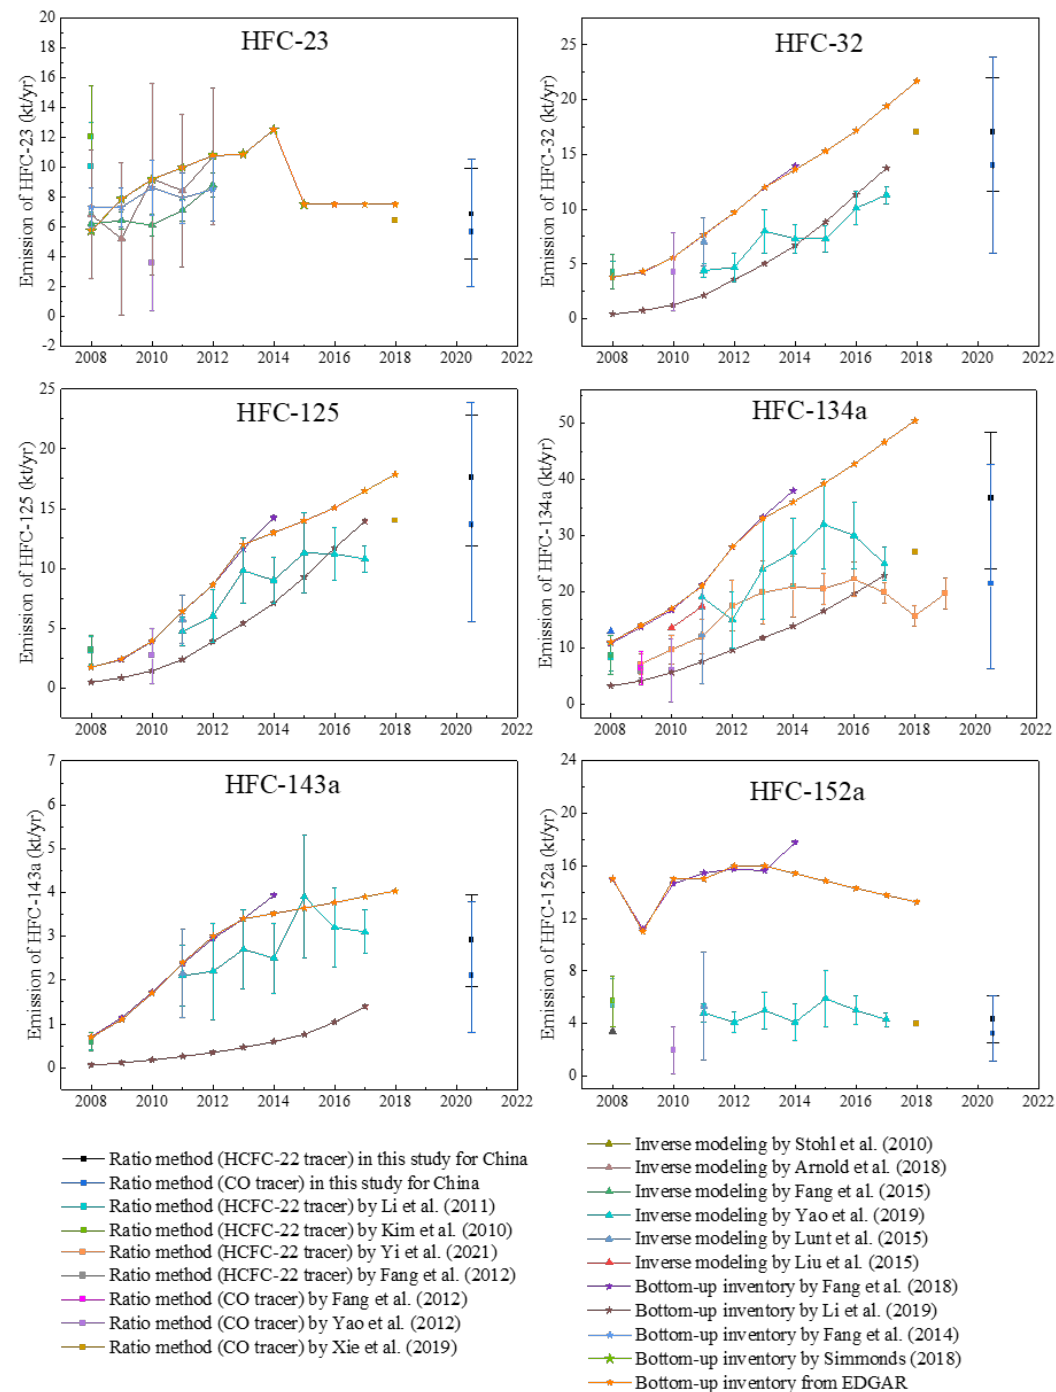 HFC-23
Emission of HFC-23 (kt/yr)
20
18
16
14
12
10
8
6
4
2
0
-2
2008 2010 2012 2014 2016 2018 2020 2022
HFC-32
Emission of HFC-32 (kt/yr)
25
20
15
10
5
0
2008 2010 2012 2014 2016 2018 2020 2022
HFC-125
Emission of HFC-125 (kt/yr)
25
20
15
10
5
0
2008 2010 2012 2014 2016 2018 2020 2022
HFC-134a
Emission of HFC-134a (kt/yr)
50
40
30
20
10
0
2008 2010 2012 2014 2016 2018 2020 2022
HFC-143a
Emission of HFC-143a (kt/yr)
7
6
5
4
3
2
1
0
2008 2010 2012 2014 2016 2018 2020 2022
HFC-152a
Emission of HFC-152a (kt/yr)
24
20
16
12
8
4
0
2008 2010 2012 2014 2016 2018 2020 2022
Ratio method (HCFC-22 tracer) in this study for China
Ratio method (CO tracer) in this study for China
Ratio method (HCFC-22 tracer) by Li et al. (2011)
Ratio method (HCFC-22 tracer) by Kim et al. (2010)
Ratio method (HCFC-22 tracer) by Yi et al. (2021)
Ratio method (HCFC-22 tracer) by Fang et al. (2012)
Ratio method (CO tracer) by Fang et al. (2012)
Ratio method (CO tracer) by Yao et al. (2012)
Ratio method (CO tracer) by Xie et al. (2019)
Inverse modeling by Stohl et al. (2010)
Inverse modeling by Arnold et al. (2018)
Inverse modeling by Fang et al. (2015)
Inverse modeling by Yao et al. (2019)
Inverse modeling by Lunt et al. (2015)
Inverse modeling by Liu et al. (2015)
Bottom-up inventory by Fang et al. (2018)
Bottom-up inventory by Li et al. (2019)
Bottom-up inventory by Fang et al. (2014)
Bottom-up inventory by Simmonds (2018)
Bottom-up inventory from EDGAR